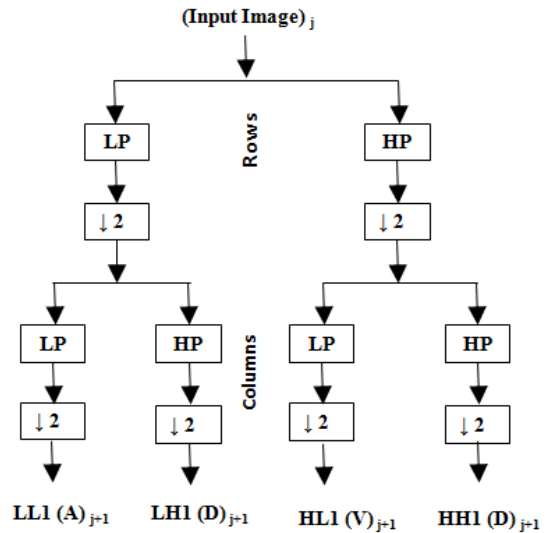 (Input Image) j
Rows
LP HP
↓ 2 ↓ 2
Columns
LP HP LP HP
↓ 2 ↓ 2 ↓ 2 ↓ 2
LL1 (A) j+1 LH1 (D) j+1 HL1 (V) j+1 HH1 (D) j+1